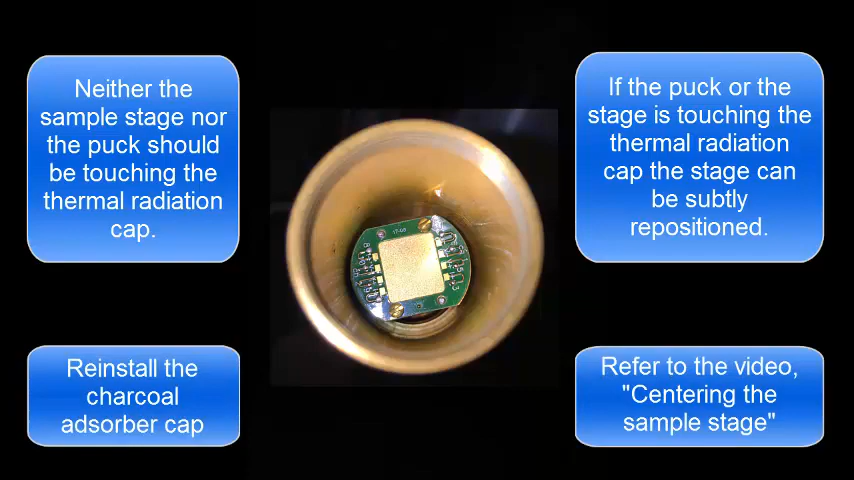 Neither the
sample stage nor
the puck should
be touching the
thermal radiation
cap.
If the puck or the
stage is touching the
thermal radiation
cap the stage can
be subtly
repositioned.
Reinstall the
charcoal
adsorber cap
Refer to the video,
"Centering the
sample stage"